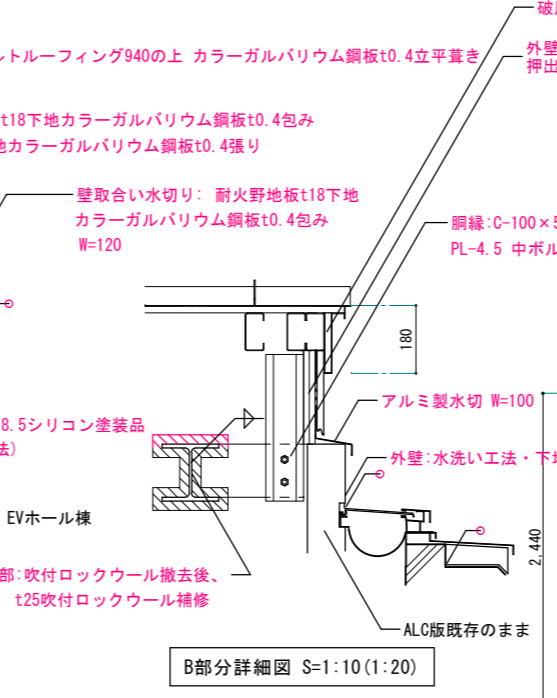 破
外壁
押出
ルトルーフィング940の上 カラーガルバリウム鋼板t0.4立平葺き
t18下地カラーガルバリウム鋼板t0.4包み
地カラーガルバリウム鋼板t0.4張り
壁取合い水切り: 耐火野地板t18下地
カラーガルバリウム鋼板t0.4包み
W=120
胴縁:C-100×5
PL-4.5 中ボル
180
アルミ製水切 W=100
8.5シリコン塗装品
法)
外壁:水洗い工法・下地
EVホール棟
2,440
部:吹付ロックウール撤去後、
t25吹付ロックウール補修
ALC版既存のまま
B部分詳細図 S=1:10(1:20)